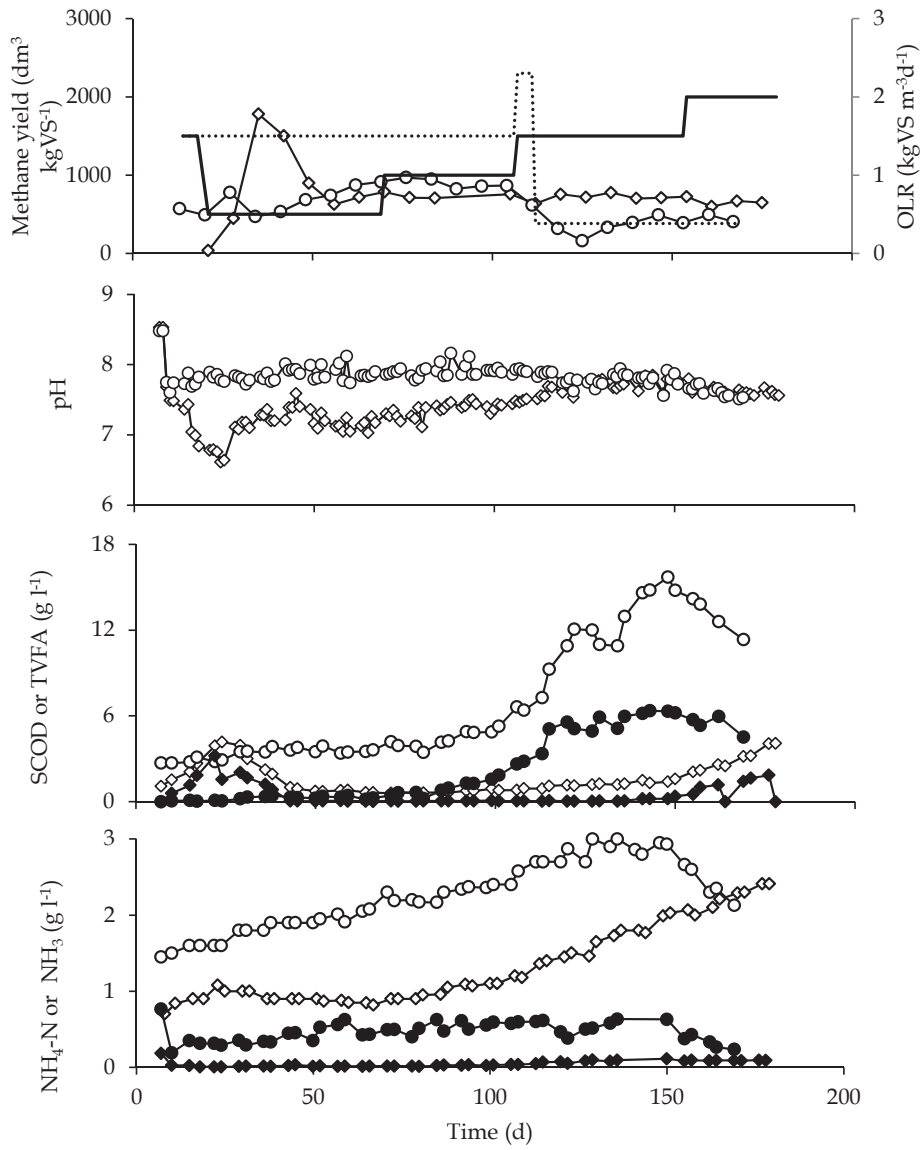 3000
2000
1000
0
Methane yield (dm³
kgVS⁻¹)
3
2
1
0
OLR (kgVS m⁻³d⁻¹)
9
8
7
6
pH
18
12
6
0
SCOD or TVFA (g l⁻¹)
3
2
1
0
NH₄-N or NH₃ (g l⁻¹)
0 50 100 150 200
Time (d)